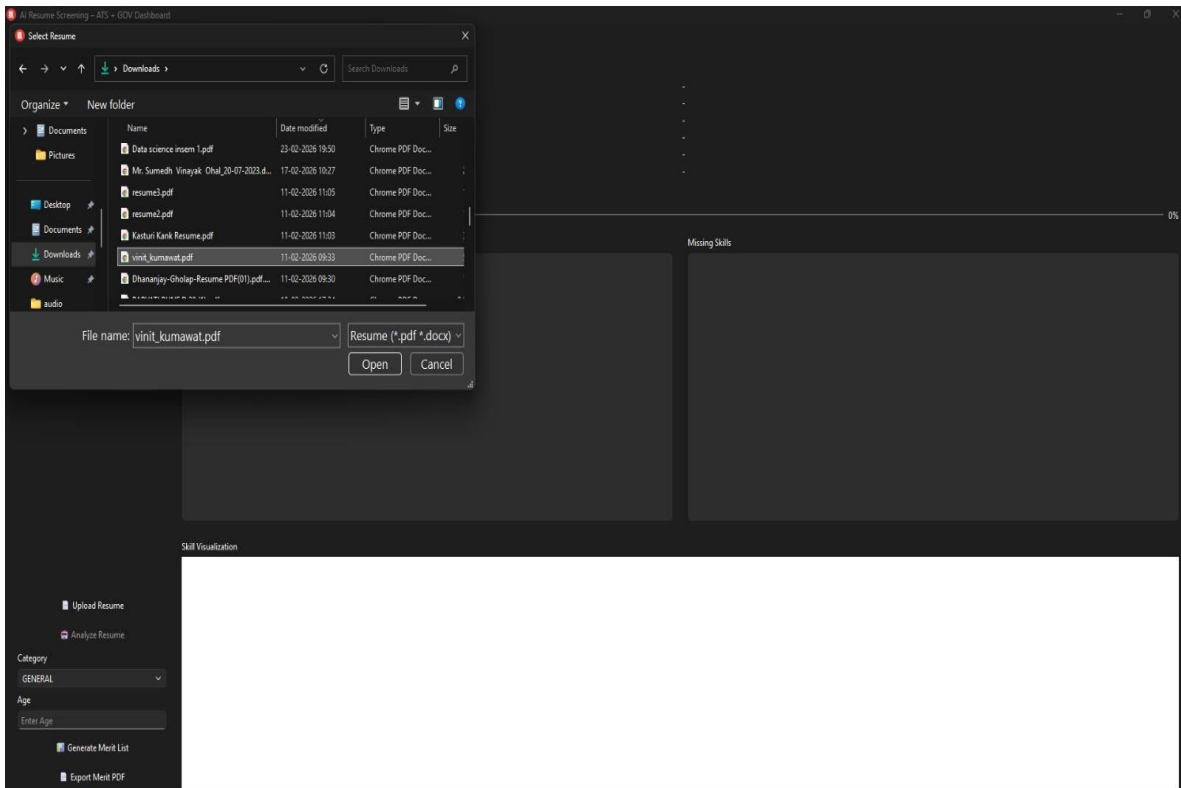 AI Resume Screening – ATS + GOV Dashboard
Select Resume
Downloads
Search Downloads
Organize
New folder
Documents
Pictures
Desktop
Documents
Downloads
Music
audio
Name Date modified Type Size
Data science insem 1.pdf 23-02-2026 19:50 Chrome PDF Doc...
Mr. Sumedh Vinayak Ohal_20-07-2023.d... 17-02-2026 10:27 Chrome PDF Doc...
resume3.pdf 11-02-2026 11:05 Chrome PDF Doc...
resume2.pdf 11-02-2026 11:04 Chrome PDF Doc...
Kasturi Kank Resume.pdf 11-02-2026 11:03 Chrome PDF Doc...
vinit_kumawat.pdf 11-02-2026 09:33 Chrome PDF Doc...
Dhananjay-Gholap-Resume PDF(01).pdf.... 11-02-2026 09:30 Chrome PDF Doc...
File name: vinit_kumawat.pdf Resume (*.pdf *.docx)
Open Cancel
-
-
-
-
-
-
0%
Missing Skills
Skill Visualization
Upload Resume
Analyze Resume
Category
GENERAL
Age
Enter Age
Generate Merit List
Export Merit PDF